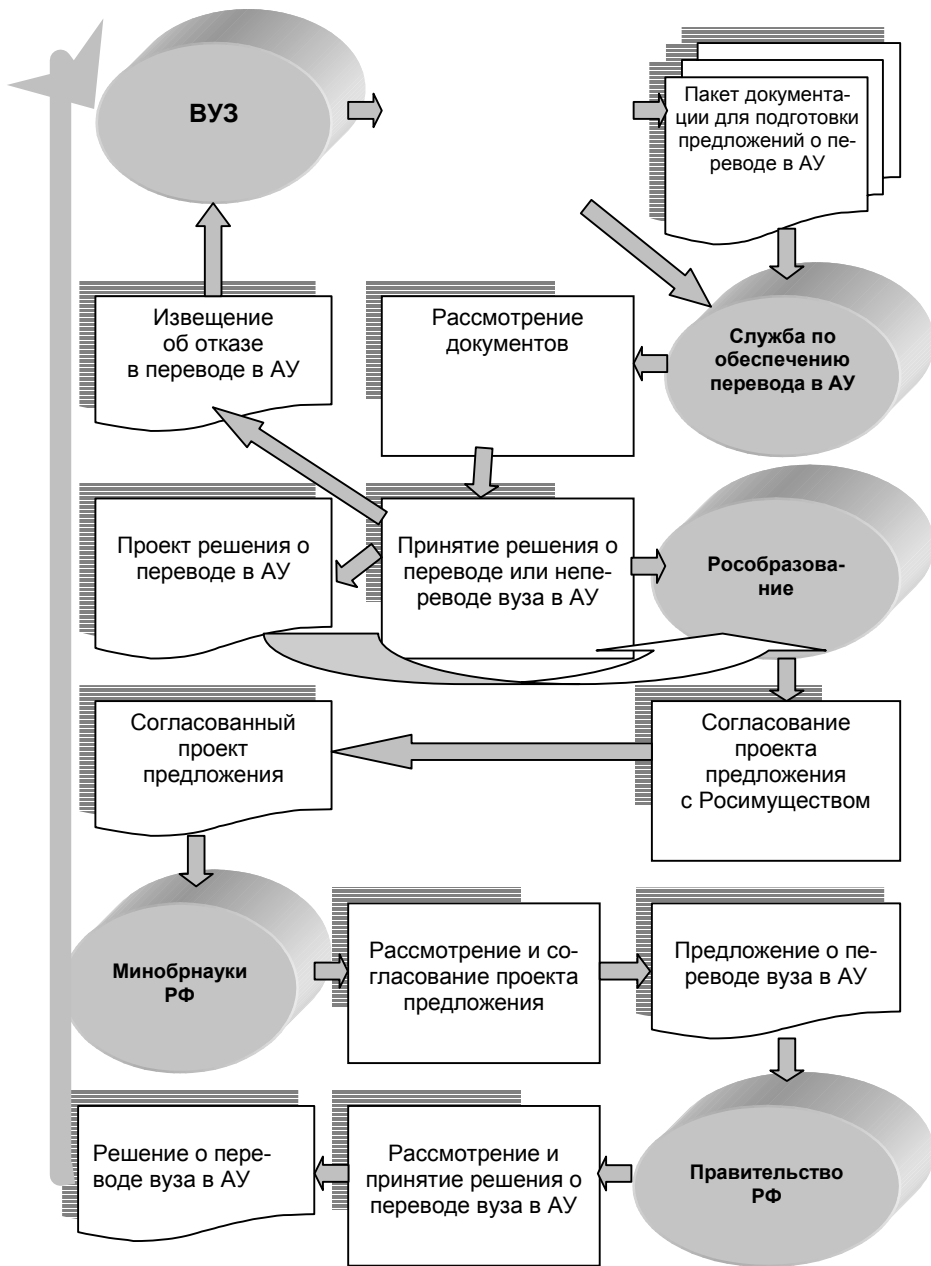 ВУЗ
Пакет документа-
ции для подготовки
предложений о пе-
реводе в АУ
Извещение
об отказе
в переводе в АУ
Рассмотрение
документов
Служба по
обеспечению
перевода в АУ
Проект решения о
переводе в АУ
Принятие решения о
переводе или непе-
реводе вуза в АУ
Рособразова-
ние
Согласованный
проект
предложения
Согласование
проекта
предложения
с Росимуществом
Минобрнауки
РФ
Рассмотрение и со-
гласование проекта
предложения
Предложение о пе-
реводе вуза в АУ
Решение о пере-
воде вуза в АУ
Рассмотрение и
принятие решения о
переводе вуза в АУ
Правительство
РФ